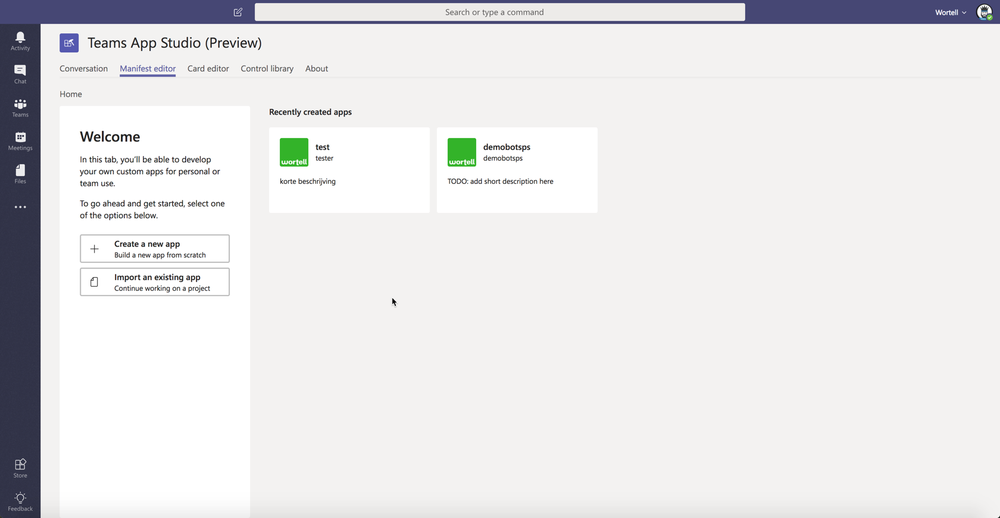 Search or type a command
Wortell
Activity
Chat
Teams
Meetings
Files
Store
Feedback
Teams App Studio (Preview)
Conversation Manifest editor Card editor Control library About
Home
Welcome
In this tab, you'll be able to develop
your own custom apps for personal or
team use.
To go ahead and get started, select one
of the options below.
Create a new app
Build a new app from scratch
Import an existing app
Continue working on a project
Recently created apps
wortell
test
tester
korte beschrijving
wortell
demobotsps
demobotsps
TODO: add short description here